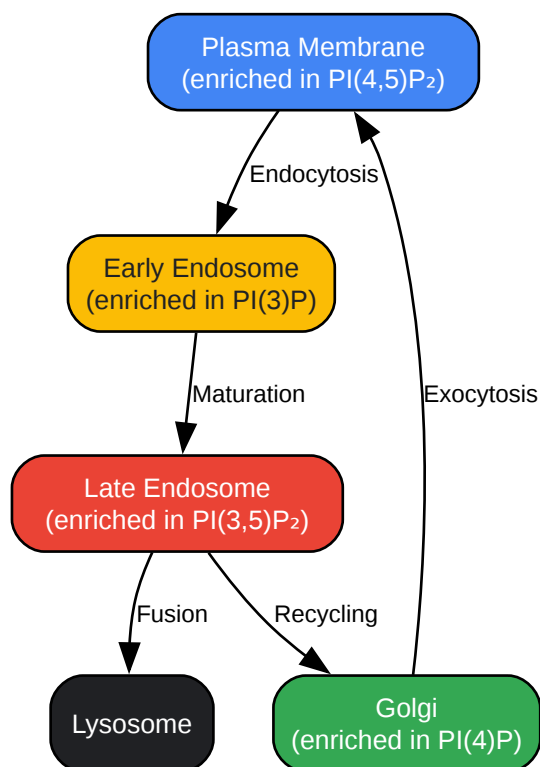 Plasma Membrane
(enriched in PI(4,5)P₂)
Endocytosis
Early Endosome
(enriched in PI(3)P)
Maturation
Exocytosis
Late Endosome
(enriched in PI(3,5)P₂)
Fusion
Recycling
Lysosome
Golgi
(enriched in PI(4)P)